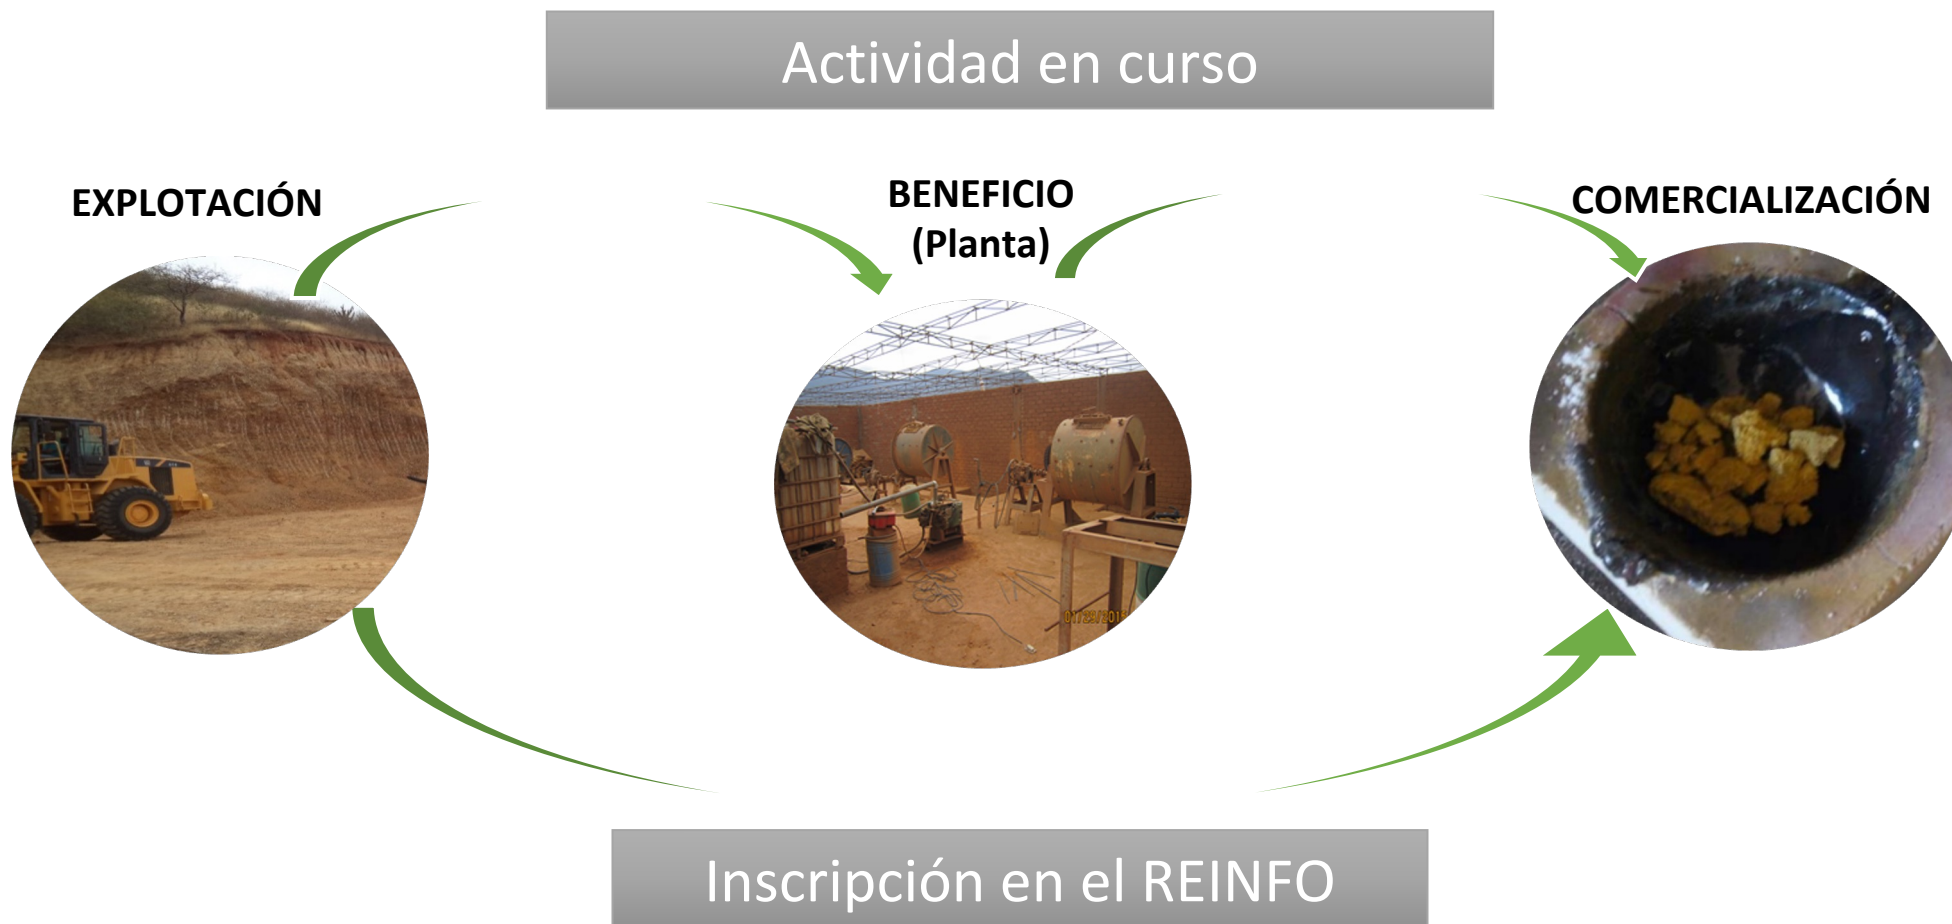 Actividad en curso
EXPLOTACIÓN
BENEFICIO
(Planta)
COMERCIALIZACIÓN
Inscripción en el REINFO